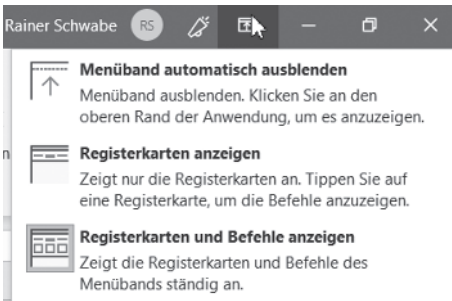 Rainer Schwabe RS
Menüband automatisch ausblenden
Menüband ausblenden. Klicken Sie an den
oberen Rand der Anwendung, um es anzuzeigen.
n
Registerkarten anzeigen
Zeigt nur die Registerkarten an. Tippen Sie auf
eine Registerkarte, um die Befehle anzuzeigen.
Registerkarten und Befehle anzeigen
Zeigt die Registerkarten und Befehle des
Menübands ständig an.